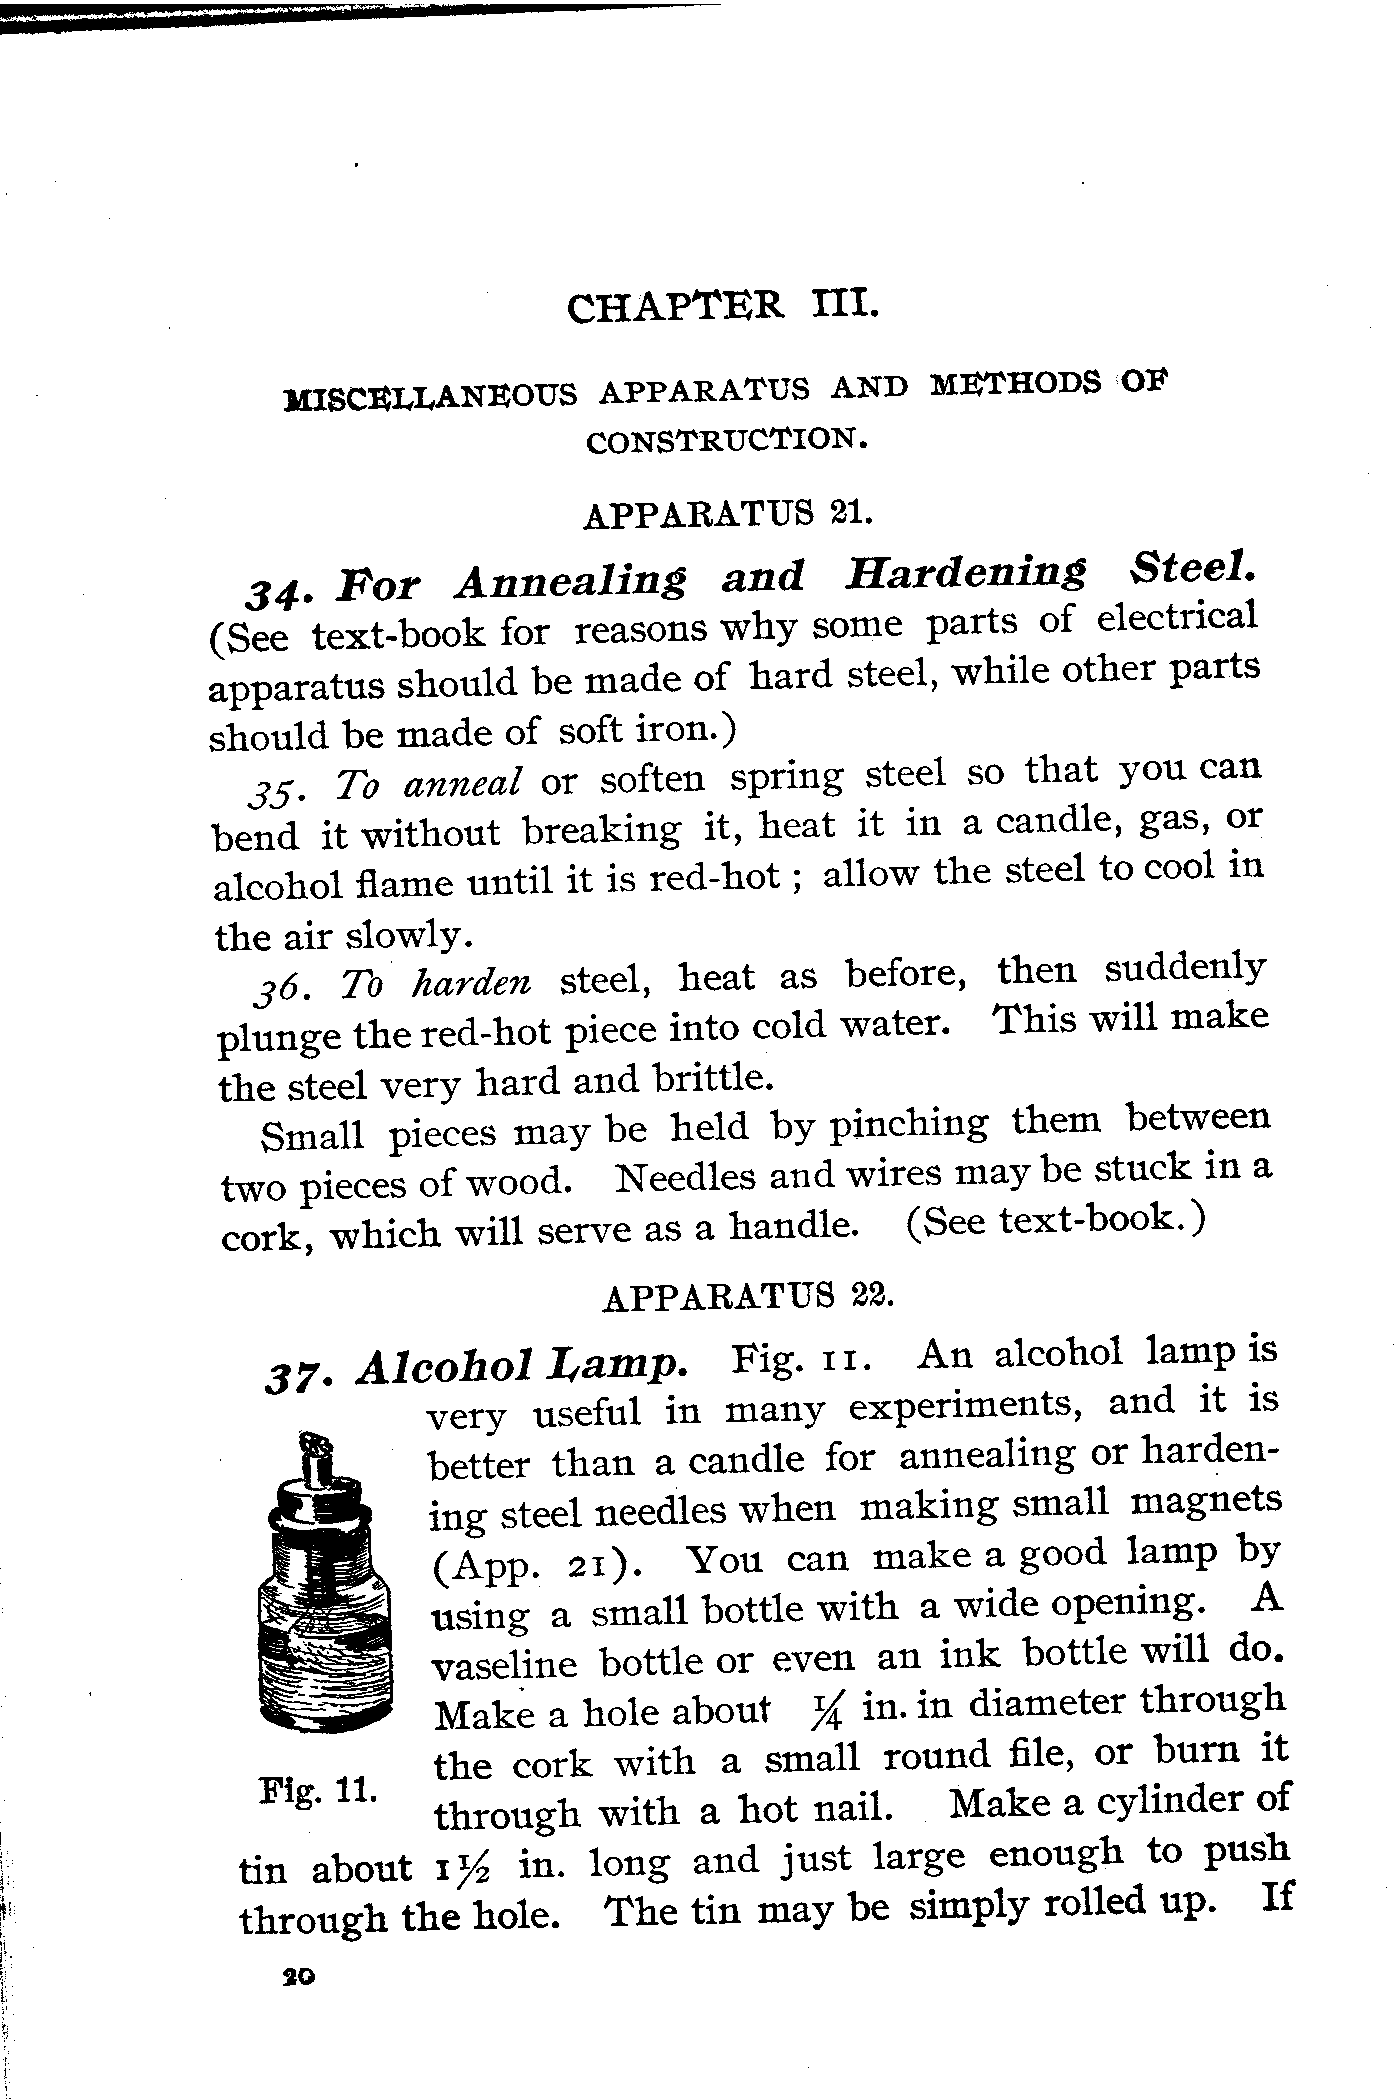 CHAPTER III.
MISCELLANEOUS APPARATUS AND METHODS OF
CONSTRUCTION.
APPARATUS 21.
34. For Annealing and Hardening Steel.
(See text-book for reasons why some parts of electrical
apparatus should be made of hard steel, while other parts
should be made of soft iron.)
35. To anneal or soften spring steel so that you can
bend it without breaking it, heat it in a candle, gas, or
alcohol flame until it is red-hot ; allow the steel to cool in
the air slowly.
36. To harden steel, heat as before, then suddenly
plunge the red-hot piece into cold water. This will make
the steel very hard and brittle.
Small pieces may be held by pinching them between
two pieces of wood. Needles and wires may be stuck in a
cork, which will serve as a handle. (See text-book.)
APPARATUS 22.
37. Alcohol Lamp. Fig. 11. An alcohol lamp is
very useful in many experiments, and it is
better than a candle for annealing or harden-
ing steel needles when making small magnets
(App. 21). You can make a good lamp by
using a small bottle with a wide opening. A
vaseline bottle or even an ink bottle will do.
Make a hole about ¼ in. in diameter through
the cork with a small round file, or burn it
through with a hot nail. Make a cylinder of
Fig. 11.
tin about 1½ in. long and just large enough to push
through the hole. The tin may be simply rolled up. If
20